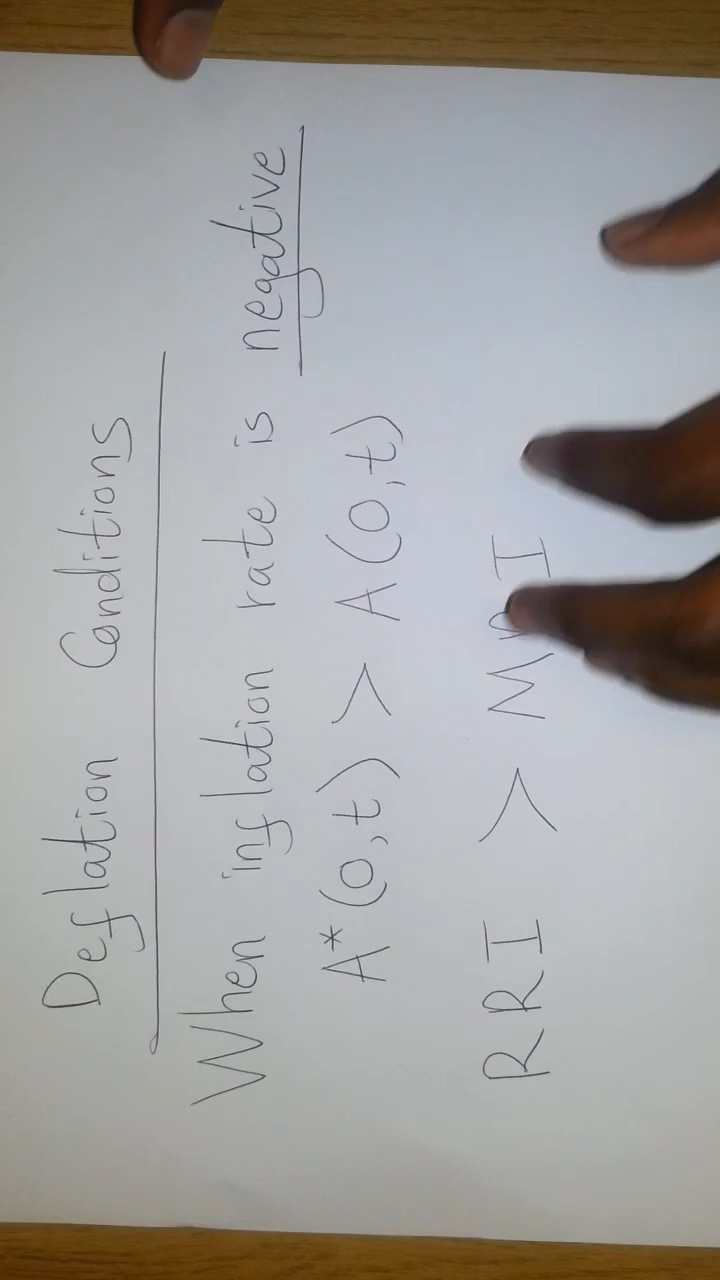 Deflation Conditions
When inflation rate is negative
A*(0,t) > A(0,t)
RRI >